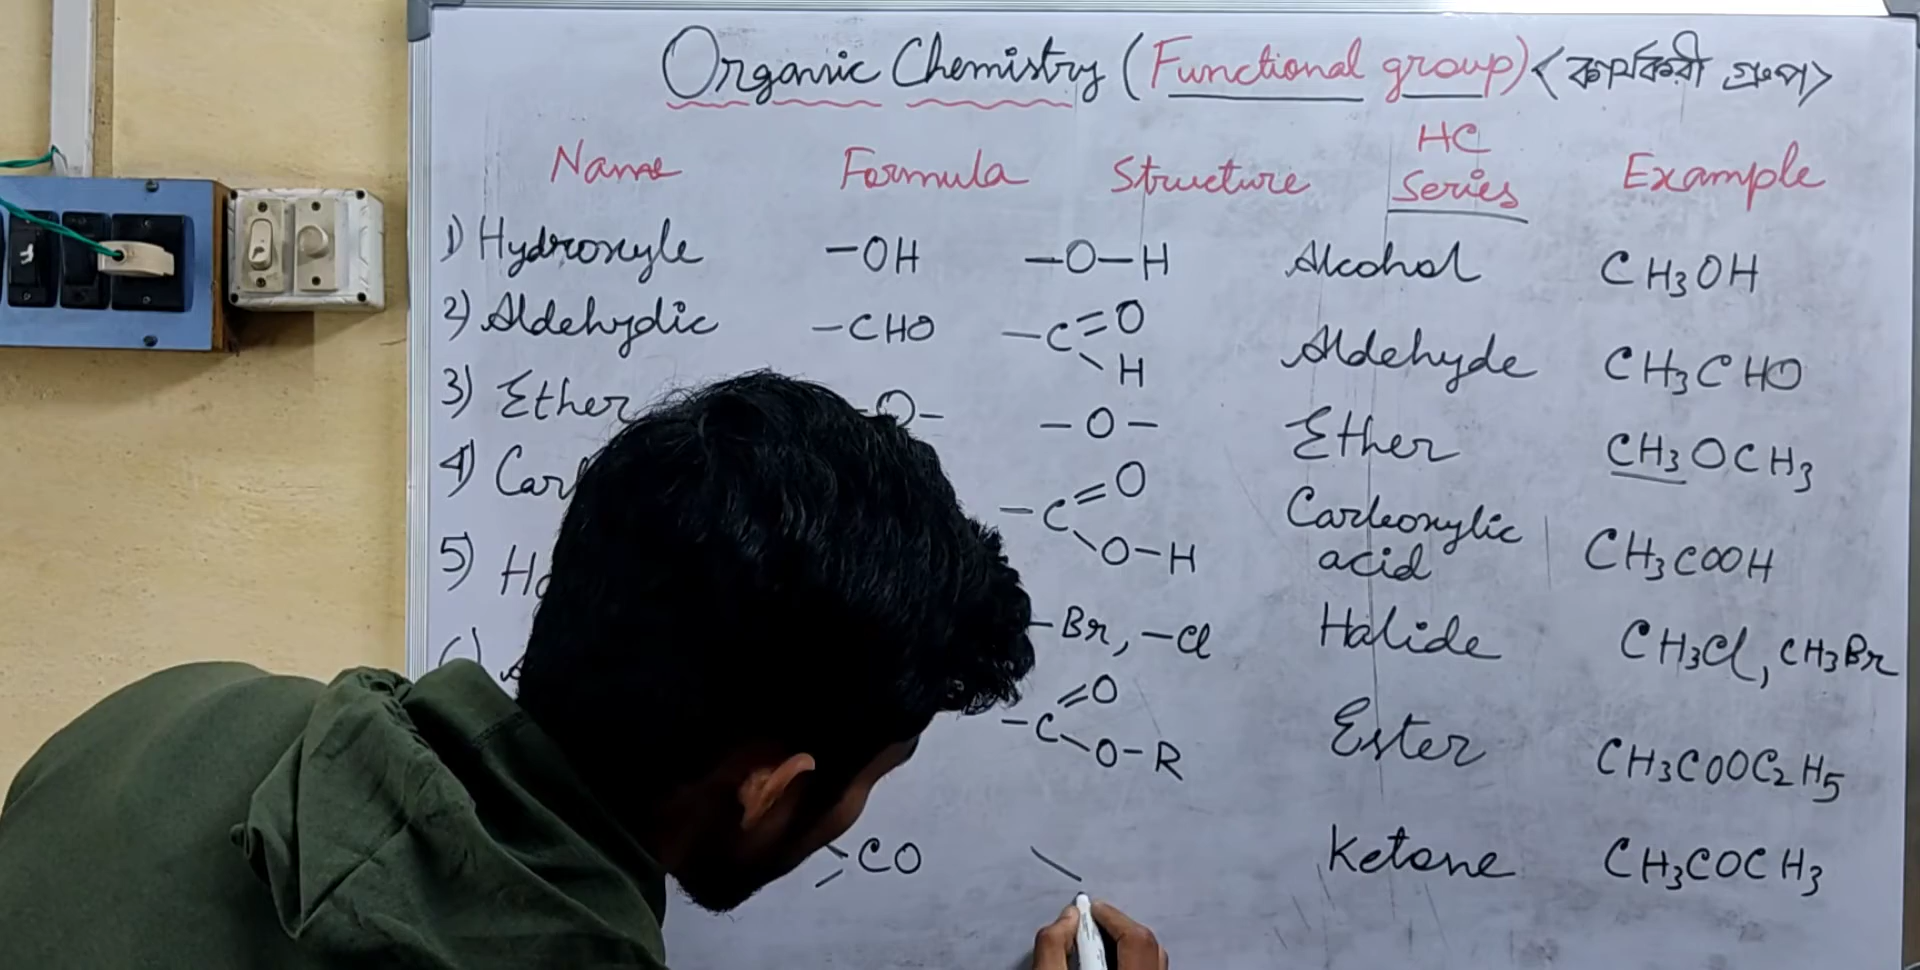 Organic Chemistry (Functional group) <কার্যকরী গ্রুপ>
Name Formula Structure HC Series Example
1) Hydroxyle -OH -O-H Alcohol CH3OH
2) Aldehydic -CHO -C=O H Aldehyde CH3CHO
3) Ether -O- -O- Ether CH3OCH3
4) -C=O O-H Carboxylic acid CH3COOH
5) -Br, -Cl Halide CH3Cl, CH3Br
6) -C=O O-R Ester CH3COOC2H5
CO Ketone CH3COCH3